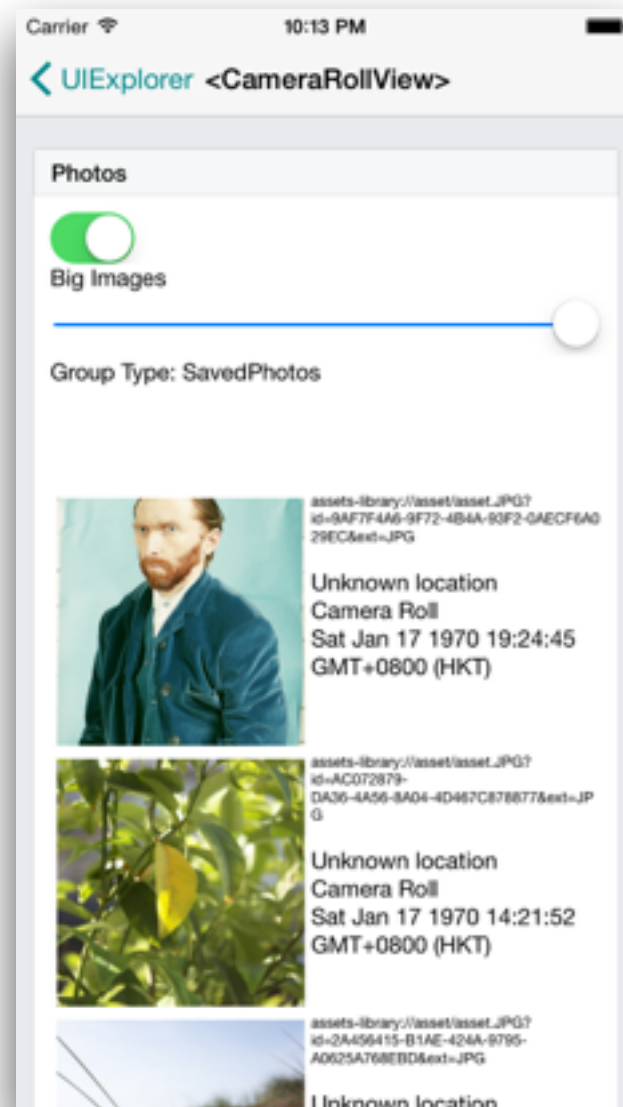 Carrier
10:13 PM
UIExplorer <CameraRollView>
Photos
Big Images
Group Type: SavedPhotos
assets-library://asset/asset.JPG?
id=9AF7F4A6-9F72-4B4A-93F2-0AECF6A0
29EC&ext=JPG
Unknown location
Camera Roll
Sat Jan 17 1970 19:24:45
GMT+0800 (HKT)
assets-library://asset/asset.JPG?
id=AC072879-
DA36-4A56-8A04-4D467C878877&ext=JP
G
Unknown location
Camera Roll
Sat Jan 17 1970 14:21:52
GMT+0800 (HKT)
assets-library://asset/asset.JPG?
id=2A456415-B1AE-424A-9795-
A0625A768EBD&ext=JPG
Unknown location